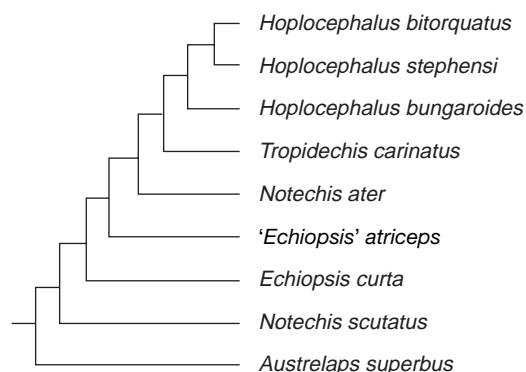 Hoplocephalus bitorquatus
Hoplocephalus stephensi
Hoplocephalus bungaroides
Tropidechis carinatus
Notechis ater
‘Echiopsis’ atriceps
Echiopsis curta
Notechis scutatus
Austrelaps superbus